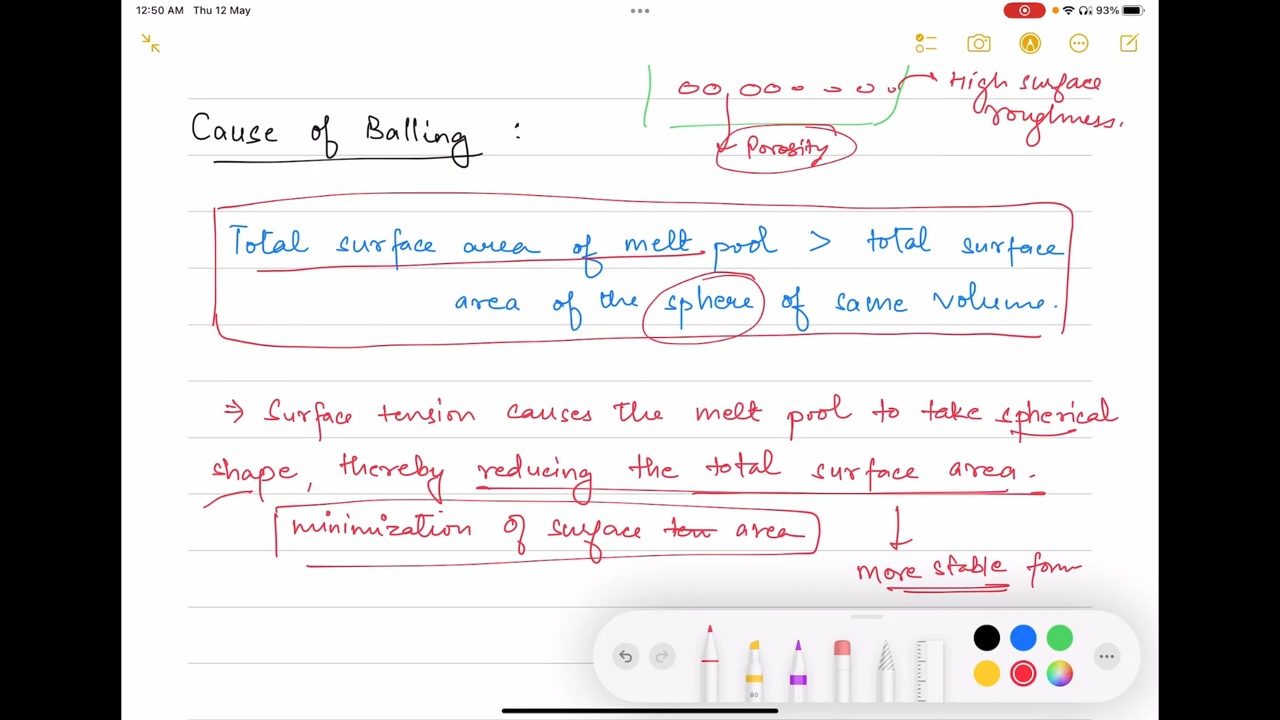 12:50 AM Thu 12 May
93%
High surface
roughness.
Porosity
Cause of Balling :
Total surface area of melt pool > total surface
area of the sphere of same volume.
⇒ Surface tension causes the melt pool to take spherical
shape, thereby reducing the total surface area.
minimization of surface ten area
more stable form
80